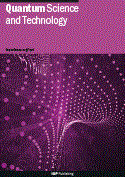 Quantum Science
and Technology
IOP Publishing